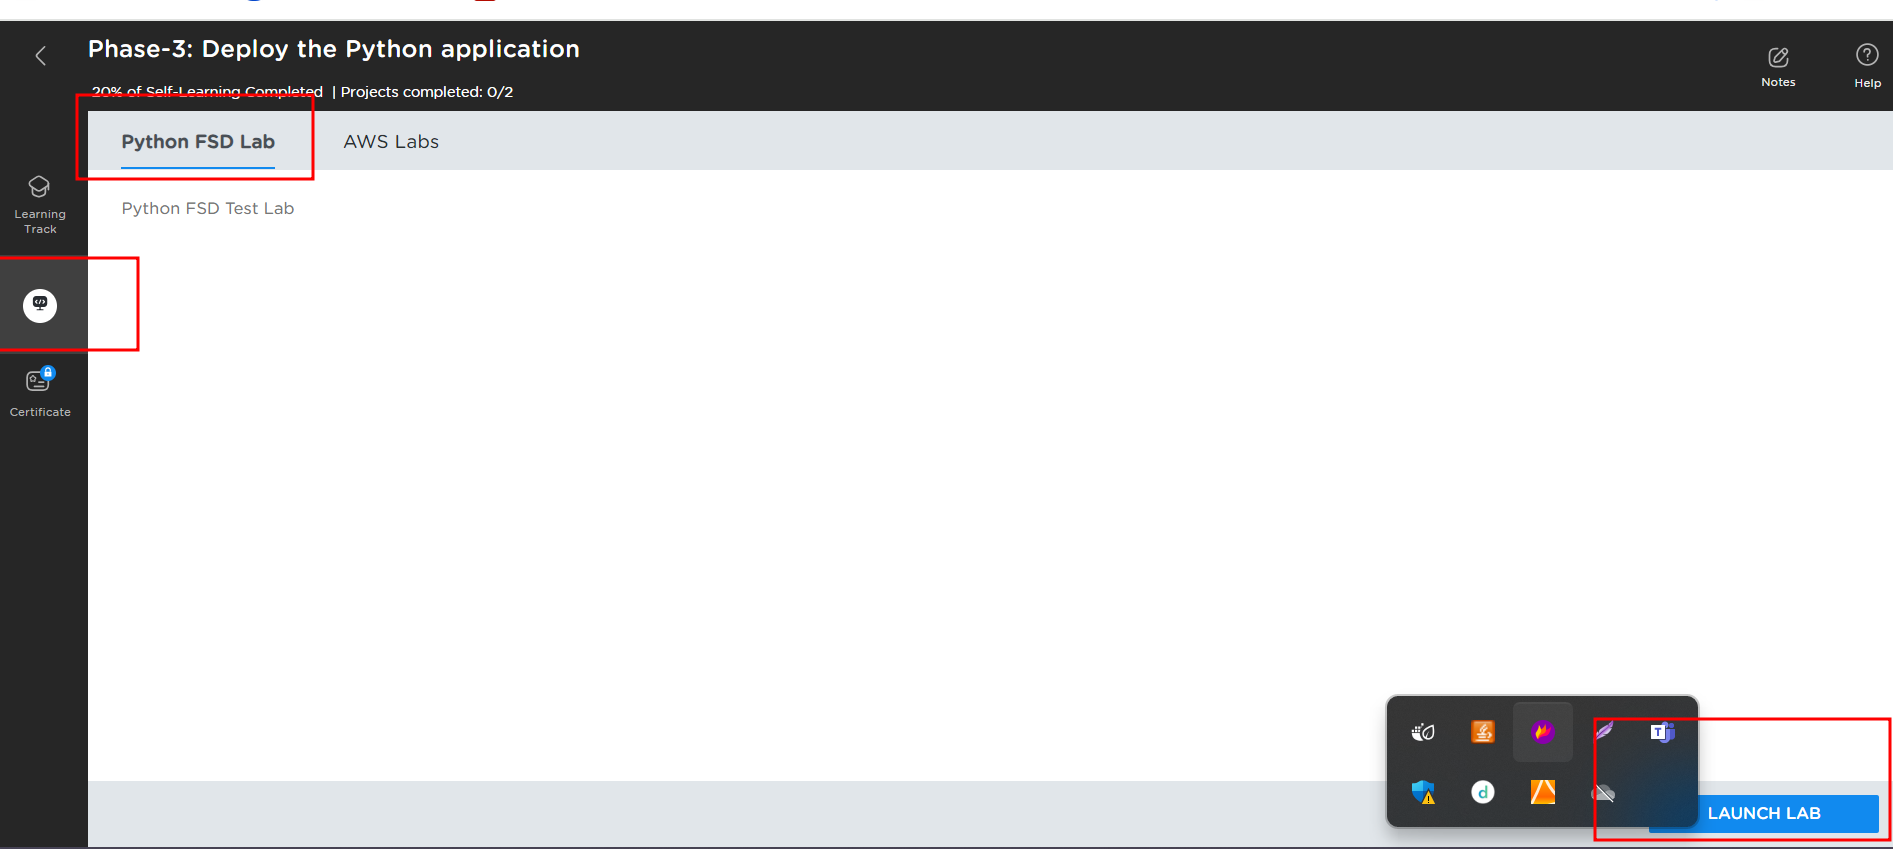 Phase-3: Deploy the Python application
20% of Self-Learning Completed | Projects completed: 0/2
Notes
Help
Python FSD Lab
AWS Labs
Learning
Track
Python FSD Test Lab
Certificate
LAUNCH LAB